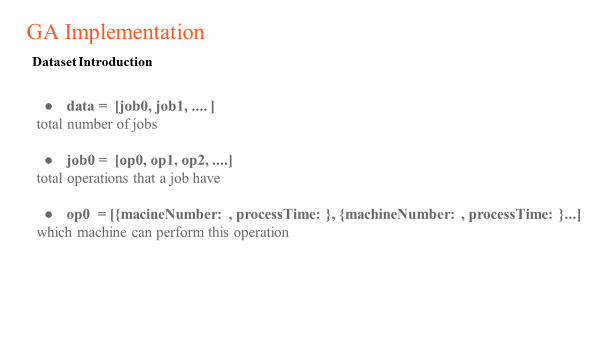 GA Implementation
Dataset Introduction
● data = [job0, job1, .... ]
total number of jobs
● job0 = [op0, op1, op2, ....]
total operations that a job have
● op0 = [{macineNumber: , processTime: }, {machineNumber: , processTime: }...]
which machine can perform this operation